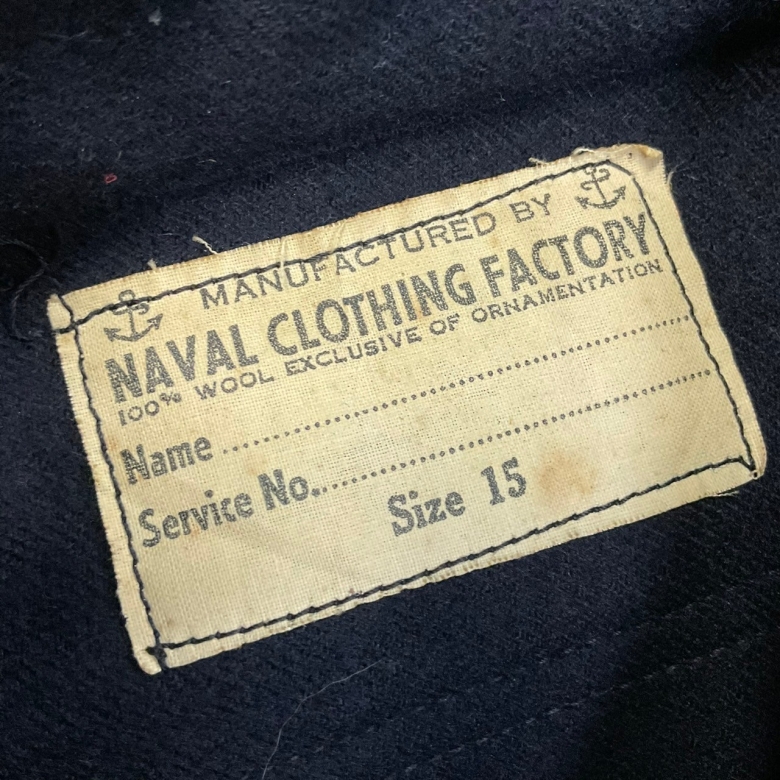 MANUFACTURED BY
NAVAL CLOTHING FACTORY
100% WOOL EXCLUSIVE OF ORNAMENTATION
Name ........................................
Service No. ........................................
Size 15